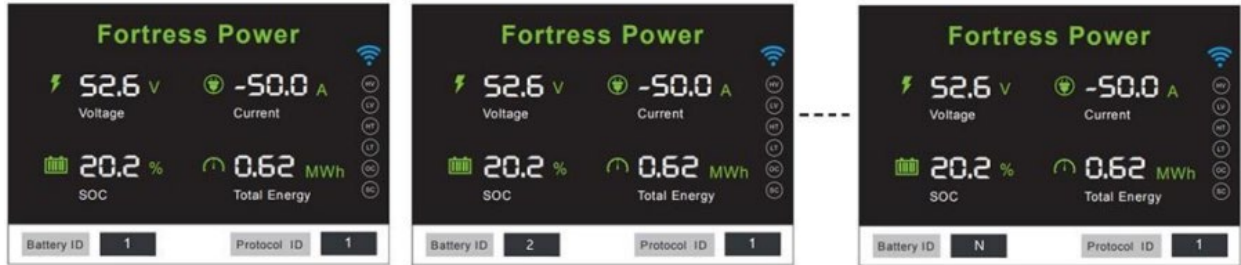 Fortress Power
52.6 V -50.0 A
Voltage Current
20.2 % 0.62 MWh
SOC Total Energy
HV
LV
HT
LT
OC
SC
Battery ID 1 Protocol ID 1
Fortress Power
52.6 V -50.0 A
Voltage Current
20.2 % 0.62 MWh
SOC Total Energy
HV
LV
HT
LT
OC
SC
Battery ID 2 Protocol ID 1
Fortress Power
52.6 V -50.0 A
Voltage Current
20.2 % 0.62 MWh
SOC Total Energy
HV
LV
HT
LT
OC
SC
Battery ID N Protocol ID 1